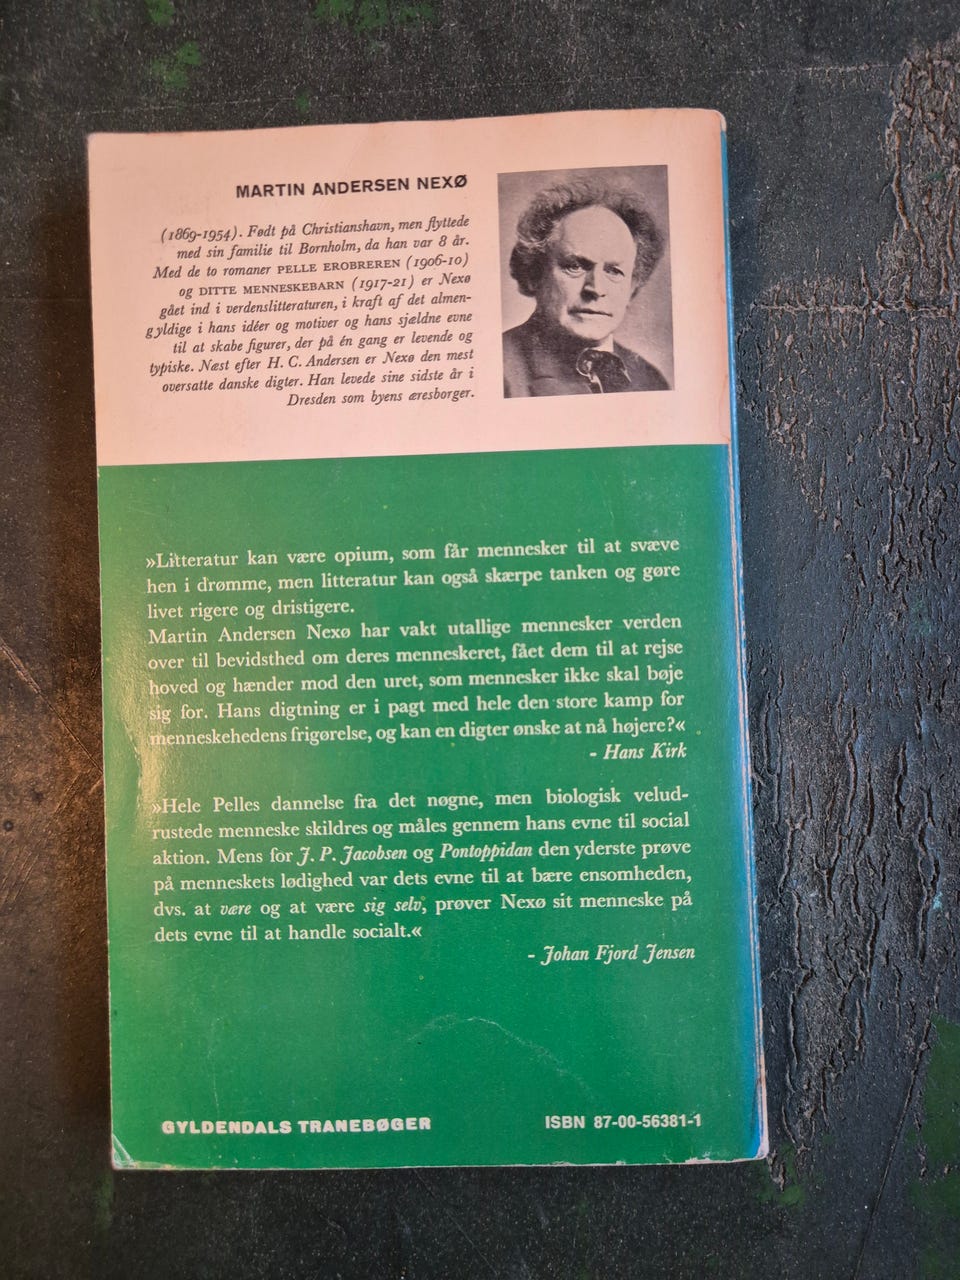 MARTIN ANDERSEN NEXØ
(1869-1954). Født på Christianshavn, men flyttede
med sin familie til Bornholm, da han var 8 år.
Med de to romaner PELLE EROBREREN (1906-10)
og DITTE MENNESKEBARN (1917-21) er Nexø
gået ind i verdenslitteraturen, i kraft af det almen-
gyldige i hans idéer og motiver og hans sjældne evne
til at skabe figurer, der på én gang er levende og
typiske. Næst efter H. C. Andersen er Nexø den mest
oversatte danske digter. Han levede sine sidste år i
Dresden som byens æresborger.
»Litteratur kan være opium, som får mennesker til at svæve
hen i drømme, men litteratur kan også skærpe tanken og gøre
livet rigere og dristigere.
Martin Andersen Nexø har vakt utallige mennesker verden
over til bevidsthed om deres menneskeret, fået dem til at rejse
hoved og hænder mod den uret, som mennesker ikke skal bøje
sig for. Hans digtning er i pagt med hele den store kamp for
menneskehedens frigørelse, og kan en digter ønske at nå højere?«
- Hans Kirk
»Hele Pelles dannelse fra det nøgne, men biologisk velud-
rustede menneske skildres og måles gennem hans evne til social
aktion. Mens for J. P. Jacobsen og Pontoppidan den yderste prøve
på menneskets lødighed var dets evne til at bære ensomheden,
dvs. at være og at være sig selv, prøver Nexø sit menneske på
dets evne til at handle socialt.«
- Johan Fjord Jensen
GYLDENDALS TRANEBØGER
ISBN 87-00-56381-1